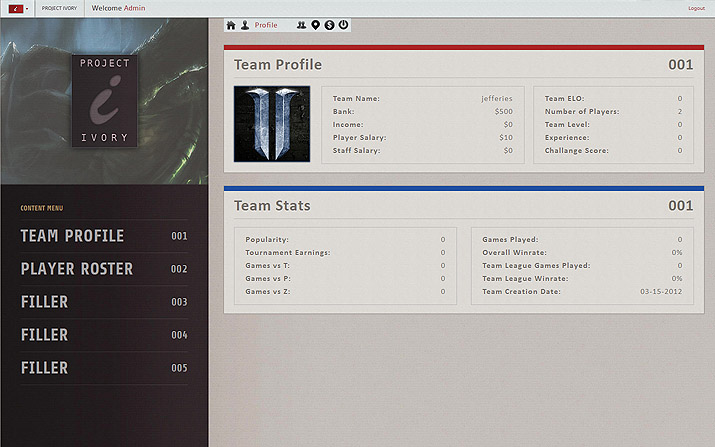 PROJECT IVORY
Welcome Admin
Logout
Profile
PROJECT
i
IVORY
CONTENT MENU
TEAM PROFILE 001
PLAYER ROSTER 002
FILLER 003
FILLER 004
FILLER 005
Team Profile 001
Team Name: Jefferies
Bank: $500
Income: $0
Player Salary: $10
Staff Salary: $0
Team ELO: 0
Number of Players: 2
Team Level: 0
Experience: 0
Challange Score: 0
Team Stats 001
Popularity: 0
Tournament Earnings: 0
Games vs T: 0
Games vs P: 0
Games vs Z: 0
Games Played: 0
Overall Winrate: 0%
Team League Games Played: 0
Team League Winrate: 0%
Team Creation Date: 03-15-2012